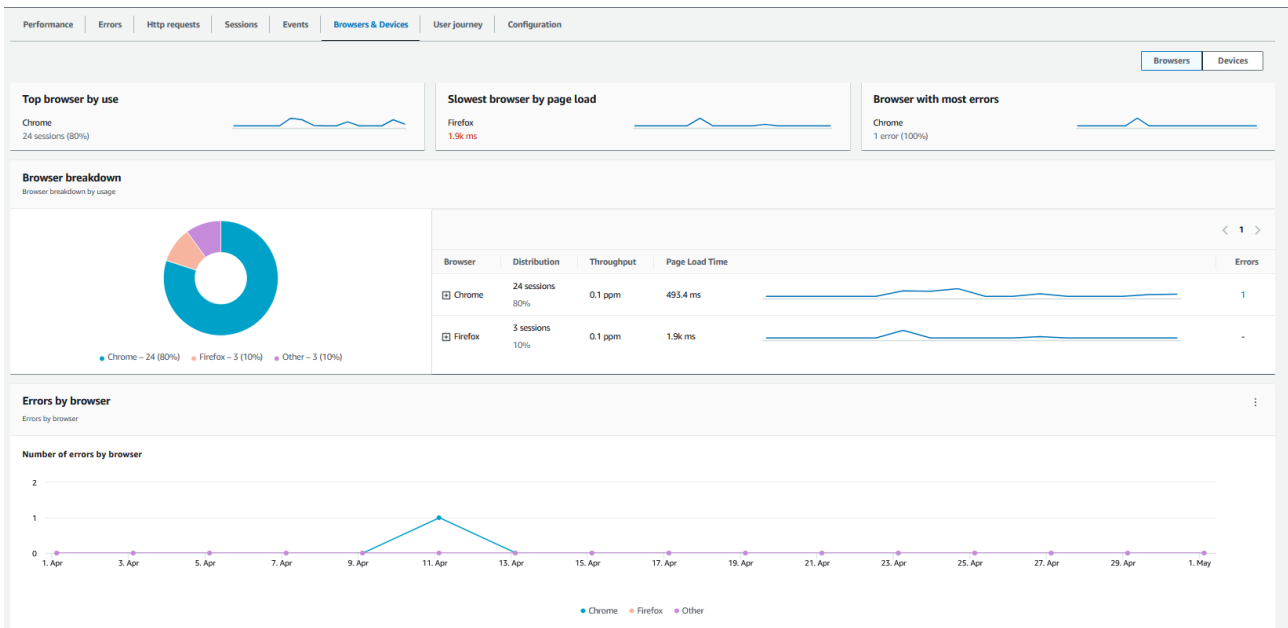 Performance Errors Http requests Sessions Events Browsers & Devices User journey Configuration
Browsers Devices
Top browser by use
Chrome
24 sessions (80%)
Slowest browser by page load
Firefox
1.9k ms
Browser with most errors
Chrome
1 error (100%)
Browser breakdown
Browser breakdown by usage
Chrome – 24 (80%) Firefox – 3 (10%) Other – 3 (10%)
1
Browser Distribution Throughput Page Load Time Errors
Chrome 24 sessions 80% 0.1 ppm 493.4 ms 1
Firefox 3 sessions 10% 0.1 ppm 1.9k ms -
Errors by browser
Errors by browser
Number of errors by browser
2
1
0
1. Apr 3. Apr 5. Apr 7. Apr 9. Apr 11. Apr 13. Apr 15. Apr 17. Apr 19. Apr 21. Apr 23. Apr 25. Apr 27. Apr 29. Apr 1. May
Chrome Firefox Other